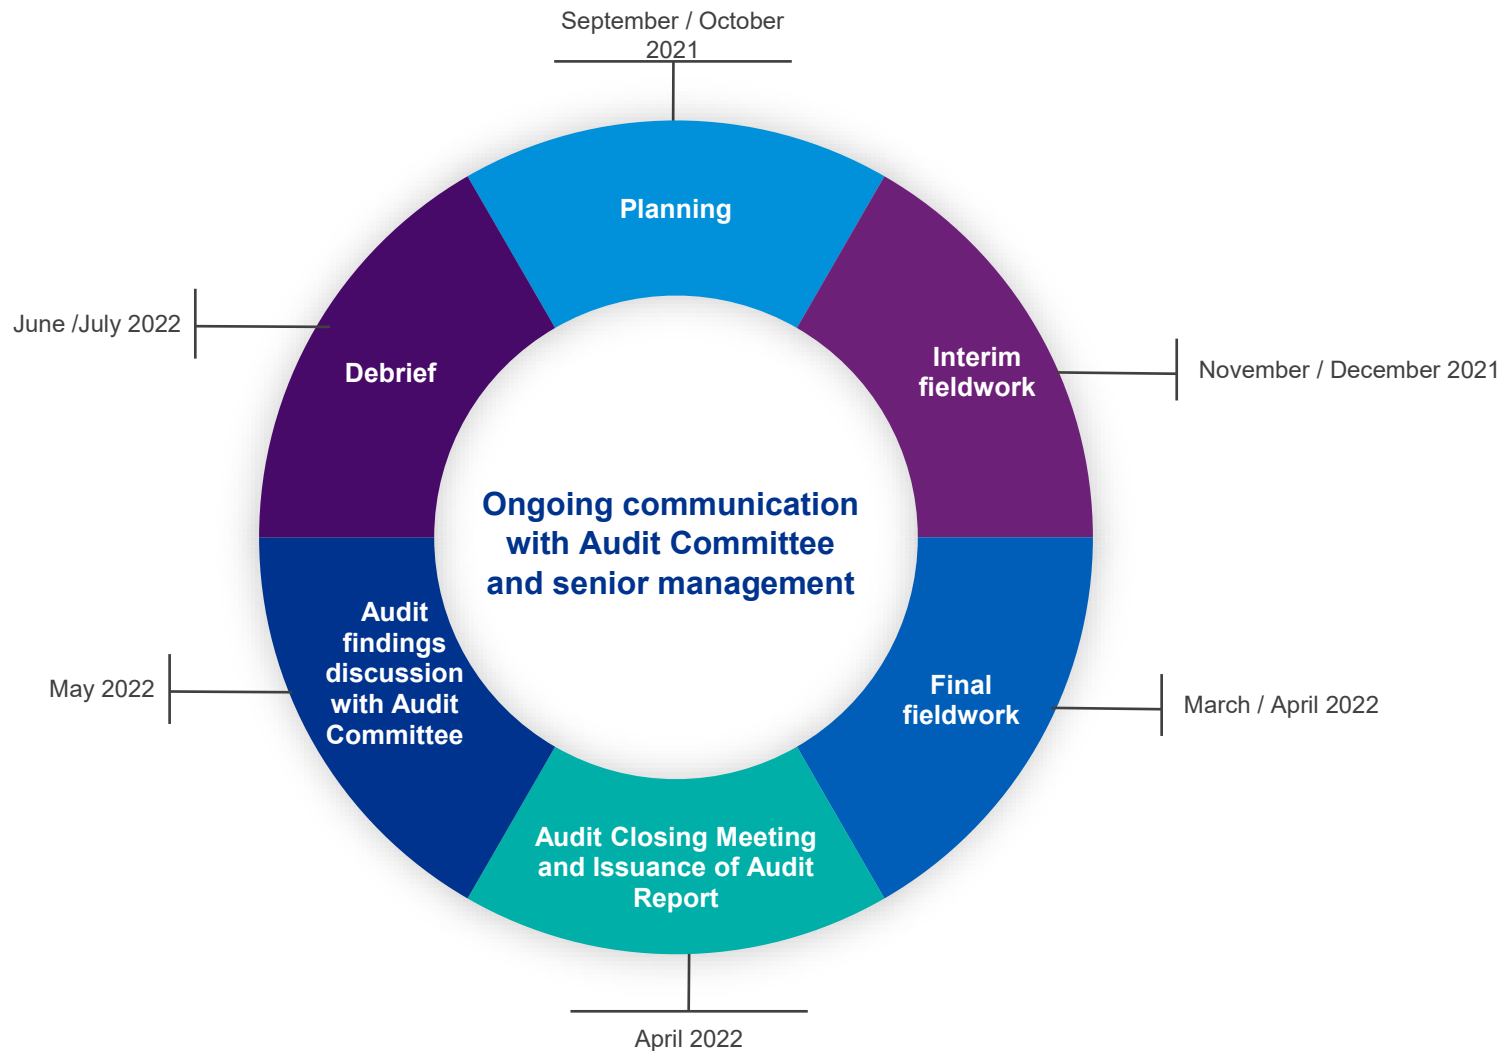 September / October
2021
Planning
Interim
fieldwork
November / December 2021
Final
fieldwork
March / April 2022
Audit Closing Meeting
and Issuance of Audit
Report
April 2022
Audit
findings
discussion
with Audit
Committee
May 2022
Debrief
June /July 2022
Ongoing communication
with Audit Committee
and senior management